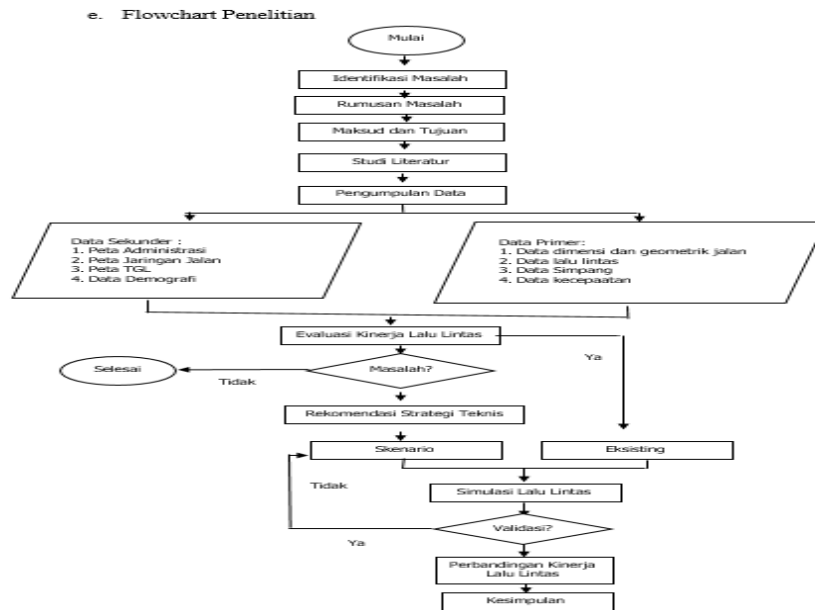 e. Flowchart Penelitian
Mulai
Identifikasi Masalah
Rumusan Masalah
Maksud dan Tujuan
Studi Literatur
Pengumpulan Data
Data Sekunder :
1. Peta Administrasi
2. Peta Jaringan Jalan
3. Peta TGL
4. Data Demografi
Data Primer:
1. Data dimensi dan geometrik jalan
2. Data lalu lintas
3. Data Simpang
4. Data kecepaatan
Evaluasi Kinerja Lalu Lintas
Ya
Masalah?
Selesai
Tidak
Rekomendasi Strategi Teknis
Skenario
Eksisting
Tidak
Simulasi Lalu Lintas
Validasi?
Ya
Perbandingan Kinerja
Lalu Lintas
Kesimpulan